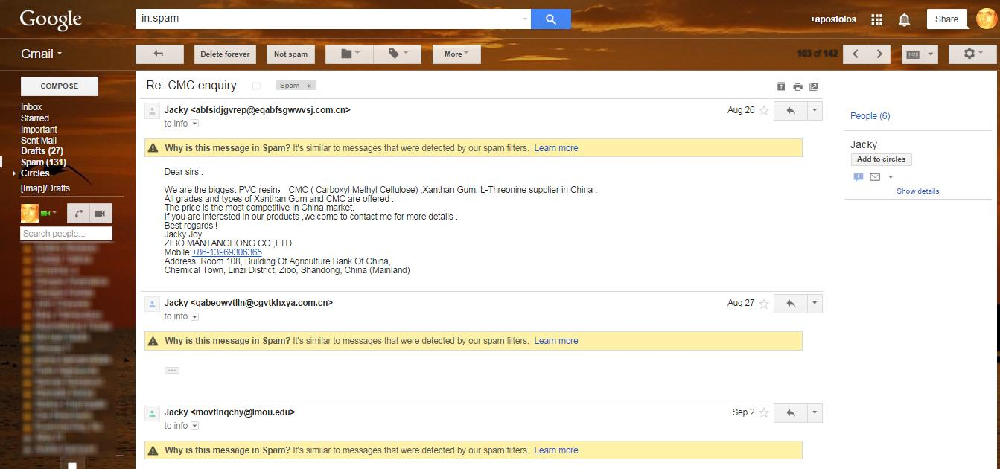 Google
in:spam
+apostolos
Share
Gmail
Delete forever
Not spam
More
103 of 142
COMPOSE
Inbox
Starred
Important
Sent Mail
Drafts (27)
Spam (131)
Circles
[Imap]/Drafts
Search people...
Re: CMC enquiry
Spam x
Jacky <abfsidjgvrep@eqabfsgwwvsj.com.cn>
Aug 26
to info
Why is this message in Spam? It's similar to messages that were detected by our spam filters. Learn more
Dear sirs :
We are the biggest PVC resin， CMC ( Carboxyl Methyl Cellulose) ,Xanthan Gum, L-Threonine supplier in China .
All grades and types of Xanthan Gum and CMC are offered .
The price is the most competitive in China market.
If you are interested in our products ,welcome to contact me for more details .
Best regards !
Jacky Joy
ZIBO MANTANGHONG CO.,LTD.
Mobile:+86-13969306365
Address: Room 108, Building Of Agriculture Bank Of China,
Chemical Town, Linzi District, Zibo, Shandong, China (Mainland)
Jacky <qabeowvtlln@cgvtkhxya.com.cn>
Aug 27
to info
Why is this message in Spam? It's similar to messages that were detected by our spam filters. Learn more
Jacky <movtlnqchy@lmou.edu>
Sep 2
to info
Why is this message in Spam? It's similar to messages that were detected by our spam filters. Learn more
People (6)
Jacky
Add to circles
Show details